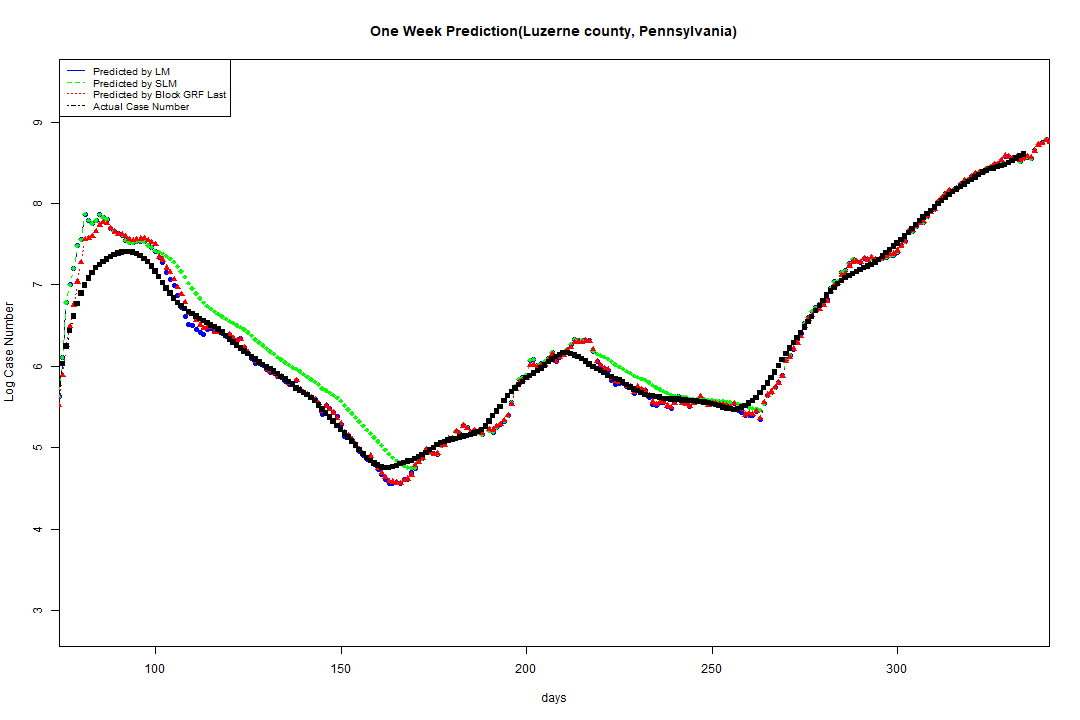 One Week Prediction(Luzerne county, Pennsylvania)
Predicted by LM
Predicted by SLM
Predicted by Block GRF Last
Actual Case Number
9
8
7
6
5
4
3
Log Case Number
100 150 200 250 300
days